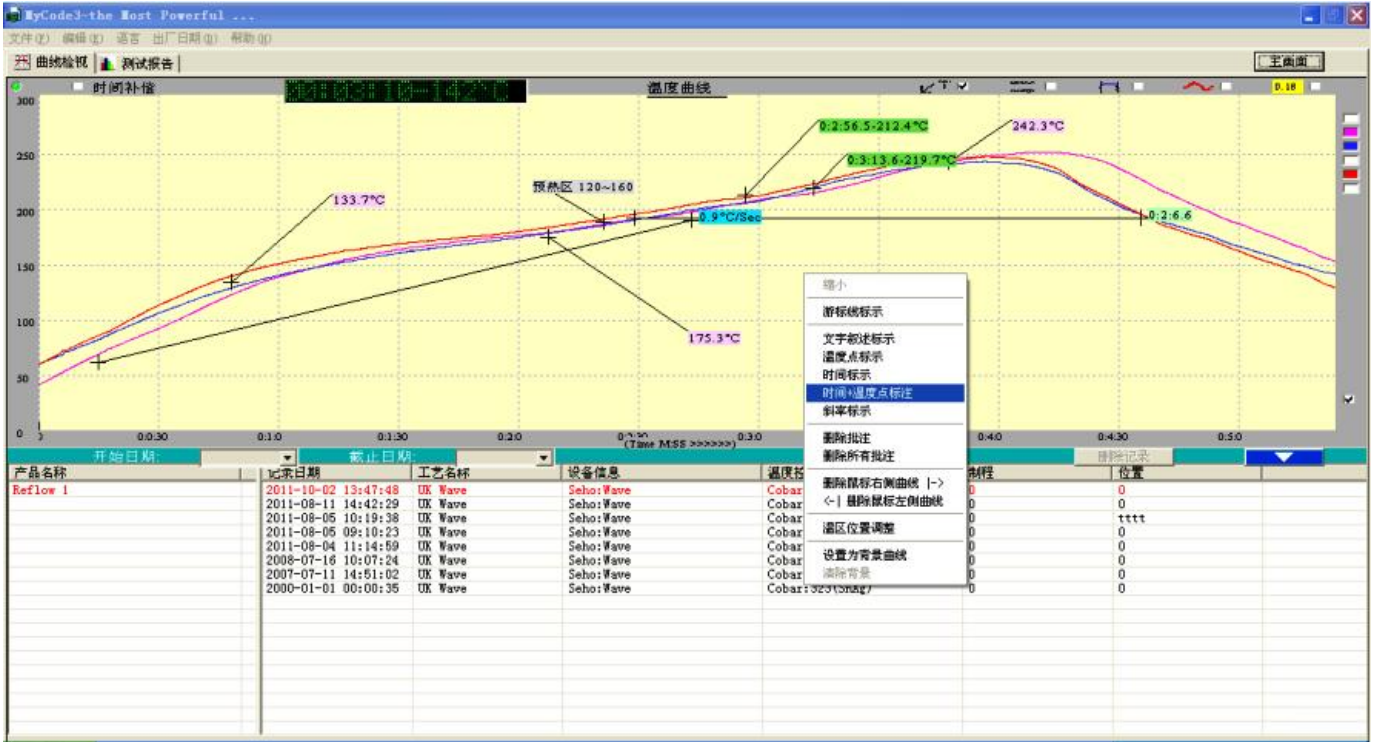 MyCode3-the Most Powerful ...
文件(F) 编辑(E) 语言 出厂日期(Q) 帮助(H)
曲线检视 测试报告 主画面
时间补偿 00:03:10-142°C 温度曲线 T 0.10
300
250
200
150
100
50
0
0:2:56.5-212.4°C
242.3°C
0:3:13.6-219.7°C
预热区 120~160
133.7°C
0.9°C/Sec
0:2:6.6
175.3°C
0:0:30 0:1:0 0:1:30 0:2:0 0:3:0 0:4:0 0:4:30 0:5:0
(Time M:SS >>>>>>)
缩小
游标线标示
文字叙述标示
温度点标示
时间标示
时间+温度点标注
斜率标示
删除批注
删除所有批注
删除鼠标右侧曲线 |->
<-| 删除鼠标左侧曲线
温区位置调整
设置为背景曲线
清除背景
开始日期: 截止日期: 删除记录
产品名称 记录日期 工艺名称 设备信息 制程 位置
Reflow 1 2011-10-02 13:47:48 UK Wave Seho:Wave Cobar 0 0
2011-08-11 14:42:29 UK Wave Seho:Wave Cobar 0 0
2011-08-05 10:19:38 UK Wave Seho:Wave Cobar 0 tttt
2011-08-05 09:10:23 UK Wave Seho:Wave Cobar 0 0
2011-08-04 11:14:59 UK Wave Seho:Wave Cobar 0 0
2008-07-16 10:07:24 UK Wave Seho:Wave Cobar 0 0
2007-07-11 14:51:02 UK Wave Seho:Wave Cobar 0 0
2000-01-01 00:00:35 UK Wave Seho:Wave Cobar:323(SnAg) 0 0